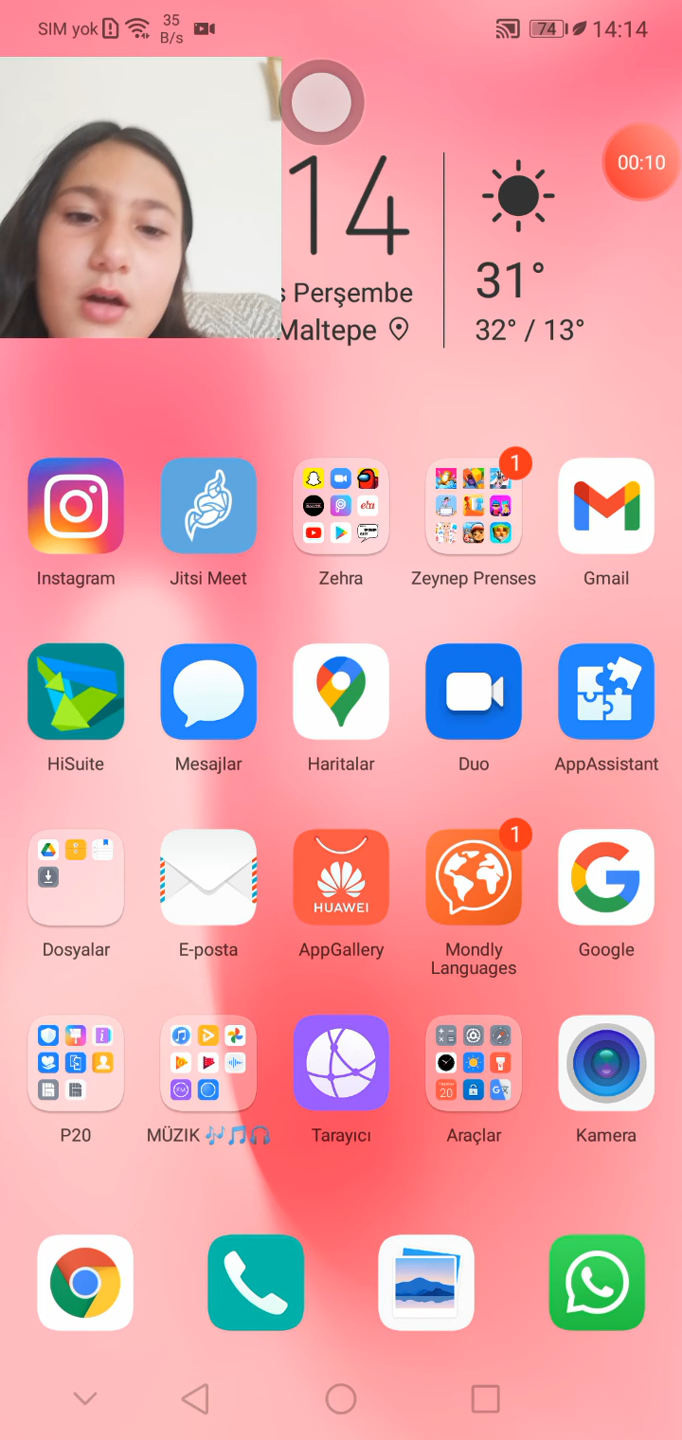 SIM yok
35
B/s
74
14:14
00:10
14
Perşembe
Maltepe
31°
32° / 13°
1
Instagram
Jitsi Meet
Zehra
Zeynep Prenses
Gmail
HiSuite
Mesajlar
Haritalar
Duo
AppAssistant
1
HUAWEI
Dosyalar
E-posta
AppGallery
Mondly
Languages
Google
20
P20
MÜZIK 🎶🎵🎧
Tarayıcı
Araçlar
Kamera